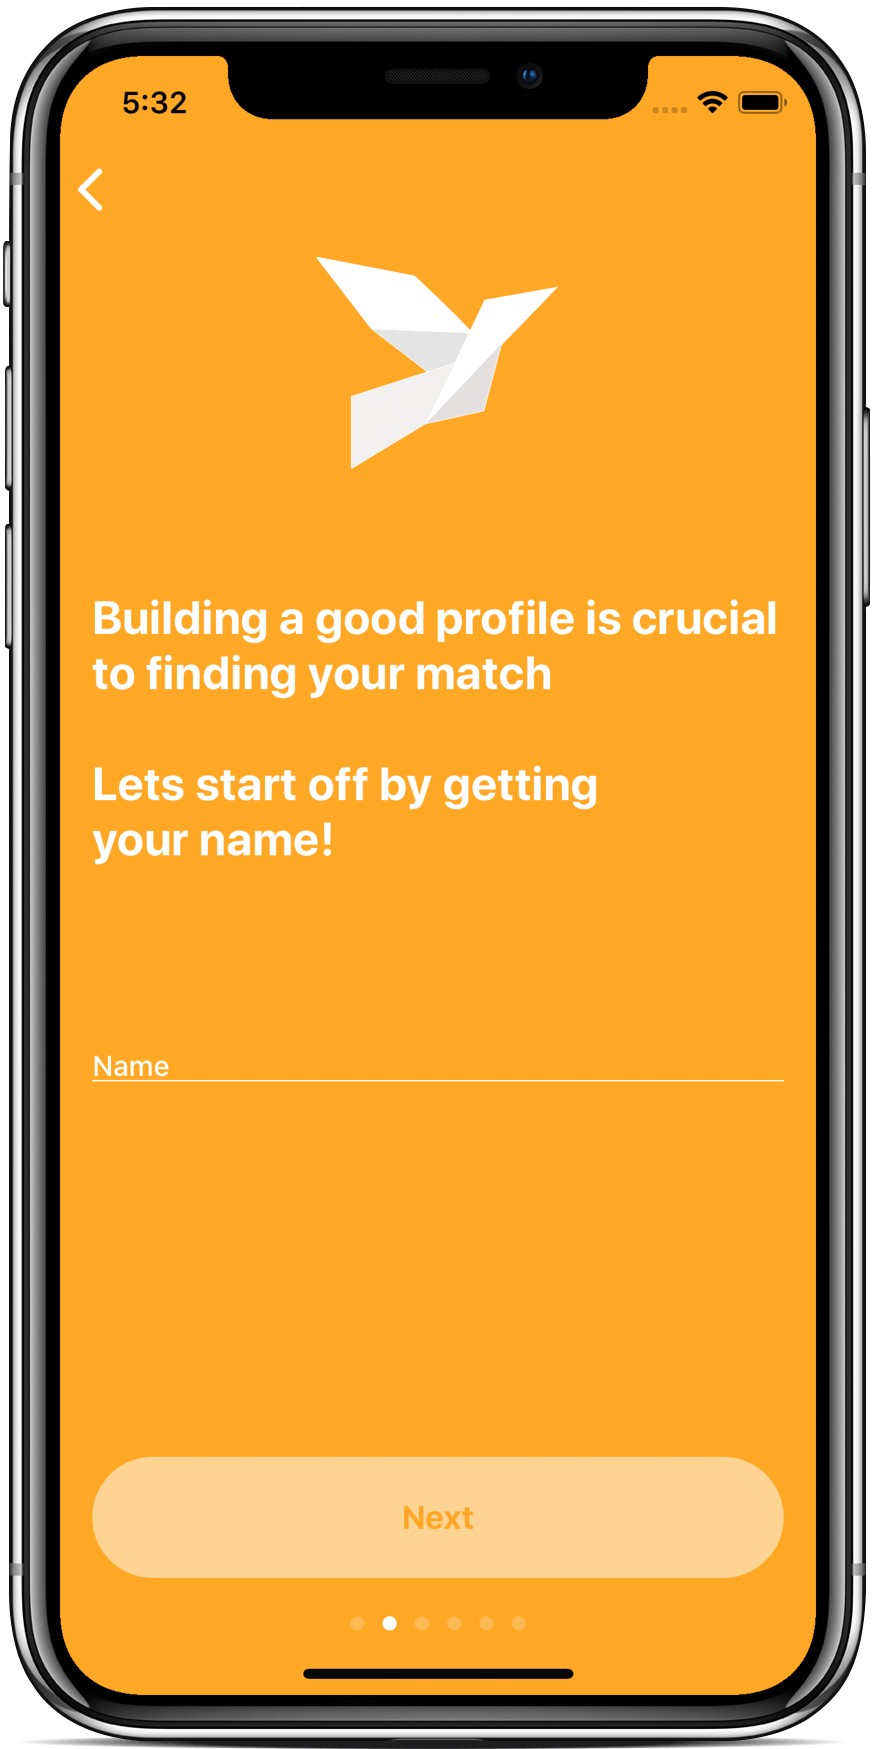 5:32
Building a good profile is crucial
to finding your match
Lets start off by getting
your name!
Name
Next